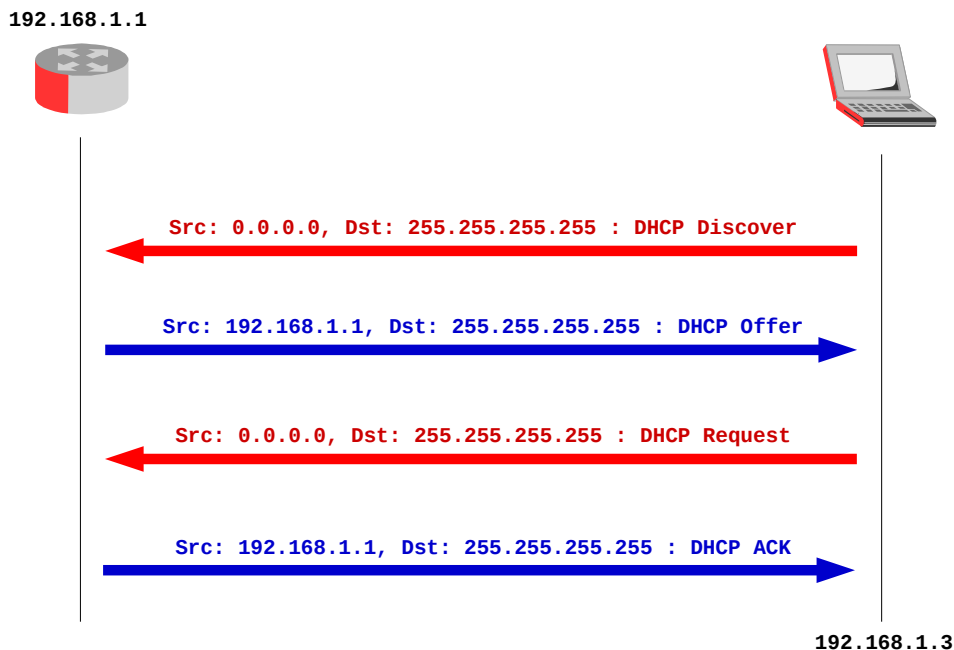 192.168.1.1
Src: 0.0.0.0, Dst: 255.255.255.255 : DHCP Discover
Src: 192.168.1.1, Dst: 255.255.255.255 : DHCP Offer
Src: 0.0.0.0, Dst: 255.255.255.255 : DHCP Request
Src: 192.168.1.1, Dst: 255.255.255.255 : DHCP ACK
192.168.1.3